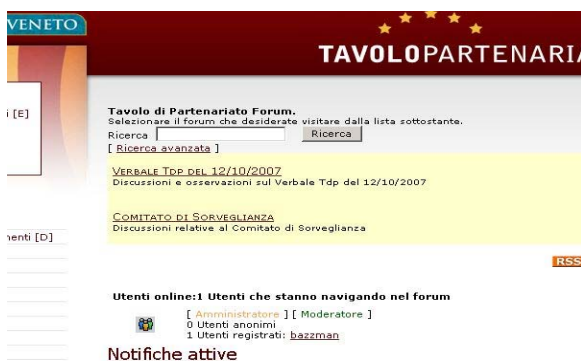 VENETO
TAVOLOPARTENARIA
i [E]
Tavolo di Partenariato Forum.
Selezionare il forum che desiderate visitare dalla lista sottostante.
Ricerca Ricerca
[ Ricerca avanzata ]
Verbale Tdp del 12/10/2007
Discussioni e osservazioni sul Verbale Tdp del 12/10/2007
Comitato di Sorveglianza
Discussioni relative al Comitato di Sorveglianza
nenti [D]
RSS
Utenti online:1 Utenti che stanno navigando nel forum
[ Amministratore ] [ Moderatore ]
0 Utenti anonimi
1 Utenti registrati: bazzman
Notifiche attive